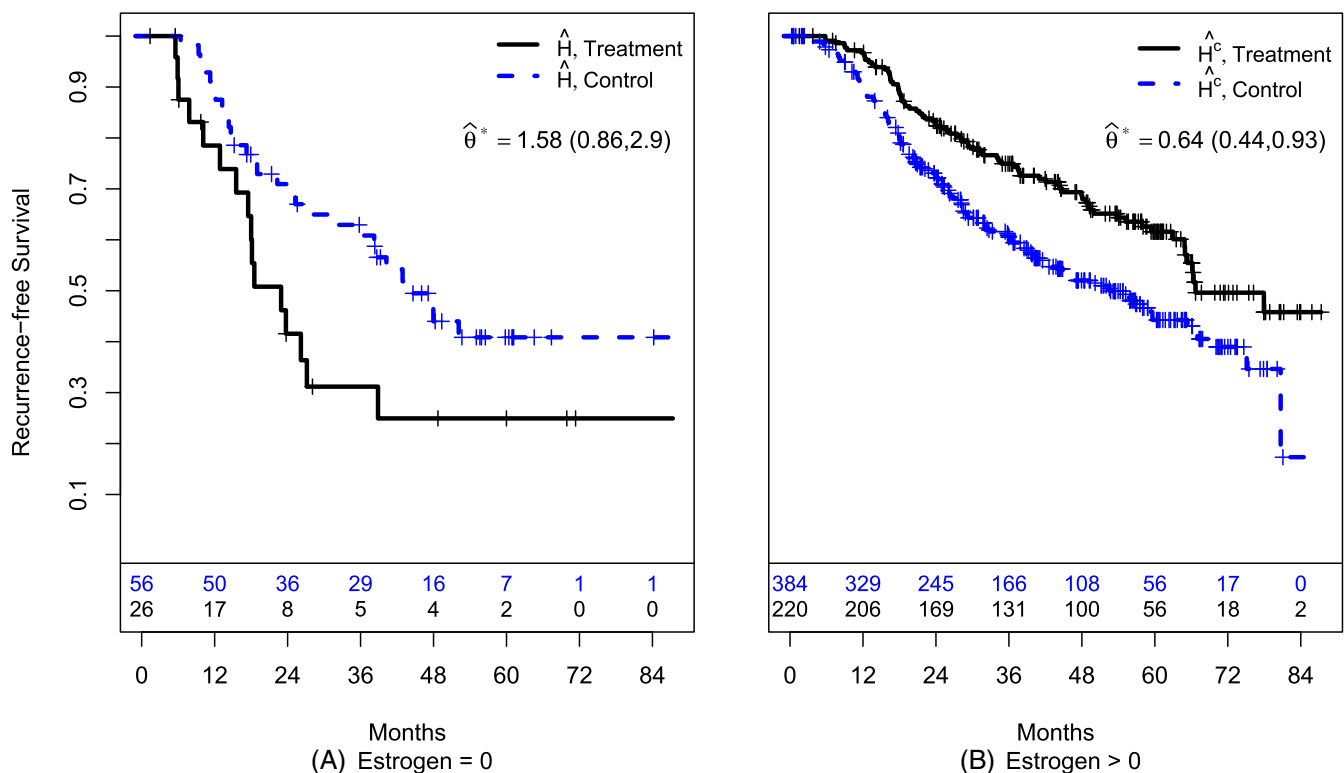 Recurrence-free Survival
0.1 0.3 0.5 0.7 0.9
Ĥ, Treatment
Ĥ, Control
θ̂* = 1.58 (0.86,2.9)
56 50 36 29 16 7 1 1
26 17 8 5 4 2 0 0
0 12 24 36 48 60 72 84
Months
(A) Estrogen = 0
Ĥᶜ, Treatment
Ĥᶜ, Control
θ̂* = 0.64 (0.44,0.93)
384 329 245 166 108 56 17 0
220 206 169 131 100 56 18 2
0 12 24 36 48 60 72 84
Months
(B) Estrogen > 0